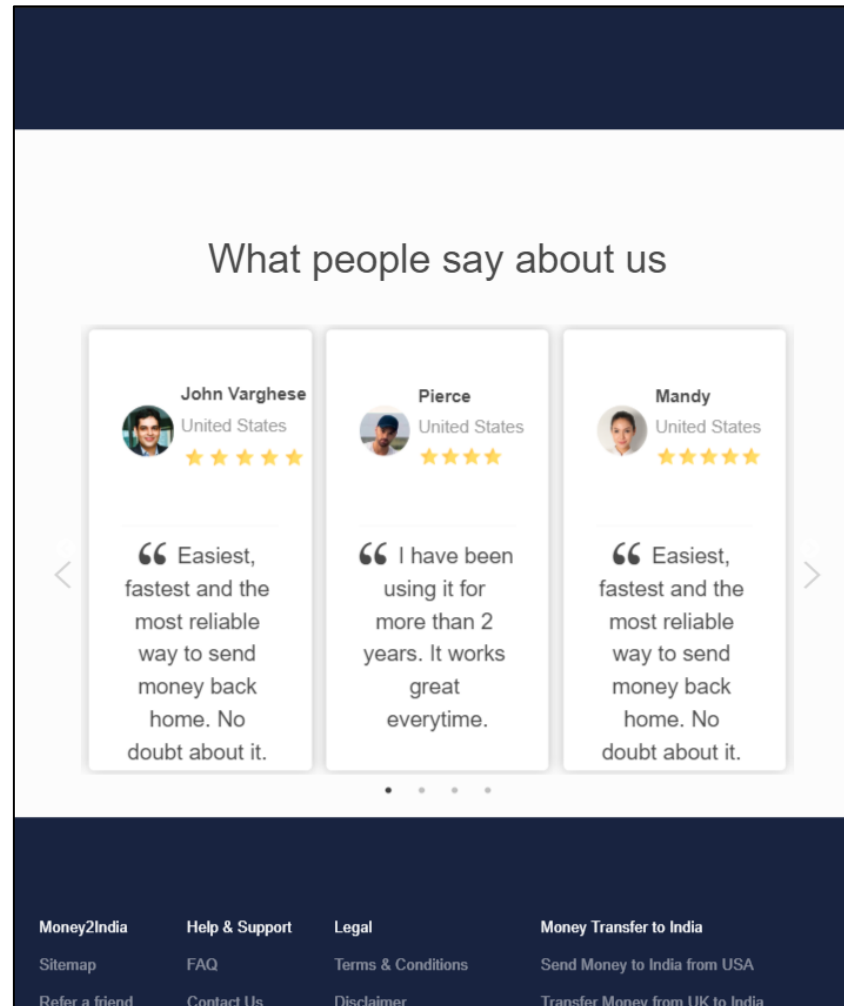 What people say about us
John Varghese
United States
“ Easiest,
fastest and the
most reliable
way to send
money back
home. No
doubt about it.
Pierce
United States
“ I have been
using it for
more than 2
years. It works
great
everytime.
Mandy
United States
“ Easiest,
fastest and the
most reliable
way to send
money back
home. No
doubt about it.
Money2India
Sitemap
Refer a friend
Help & Support
FAQ
Contact Us
Legal
Terms & Conditions
Disclaimer
Money Transfer to India
Send Money to India from USA
Transfer Money from UK to India